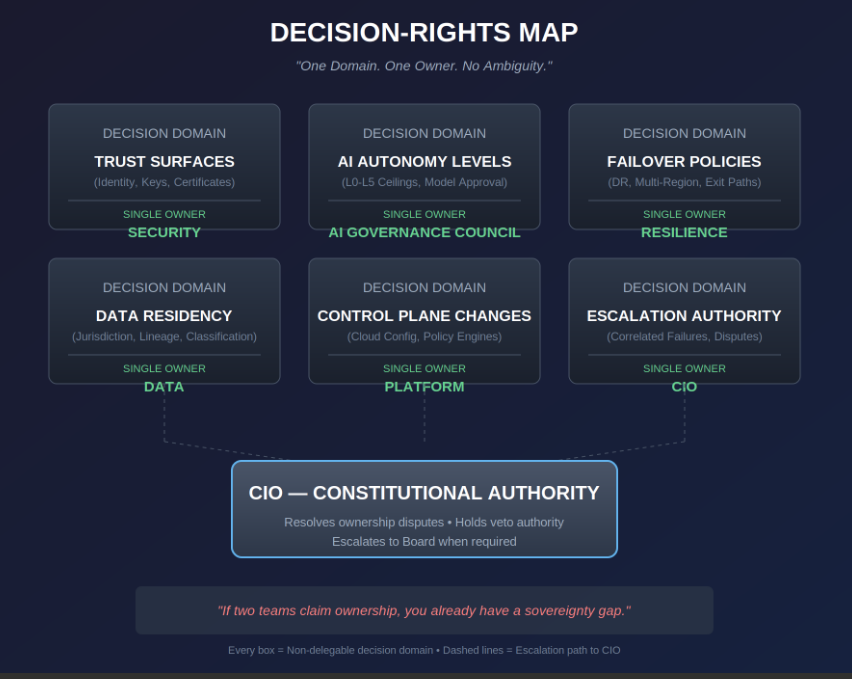 DECISION-RIGHTS MAP
"One Domain. One Owner. No Ambiguity."
DECISION DOMAIN
TRUST SURFACES
(Identity, Keys, Certificates)
SINGLE OWNER
SECURITY
DECISION DOMAIN
AI AUTONOMY LEVELS
(L0-L5 Ceilings, Model Approval)
SINGLE OWNER
AI GOVERNANCE COUNCIL
DECISION DOMAIN
FAILOVER POLICIES
(DR, Multi-Region, Exit Paths)
SINGLE OWNER
RESILIENCE
DECISION DOMAIN
DATA RESIDENCY
(Jurisdiction, Lineage, Classification)
SINGLE OWNER
DATA
DECISION DOMAIN
CONTROL PLANE CHANGES
(Cloud Config, Policy Engines)
SINGLE OWNER
PLATFORM
DECISION DOMAIN
ESCALATION AUTHORITY
(Correlated Failures, Disputes)
SINGLE OWNER
CIO
CIO — CONSTITUTIONAL AUTHORITY
Resolves ownership disputes • Holds veto authority
Escalates to Board when required
"If two teams claim ownership, you already have a sovereignty gap."
Every box = Non-delegable decision domain • Dashed lines = Escalation path to CIO